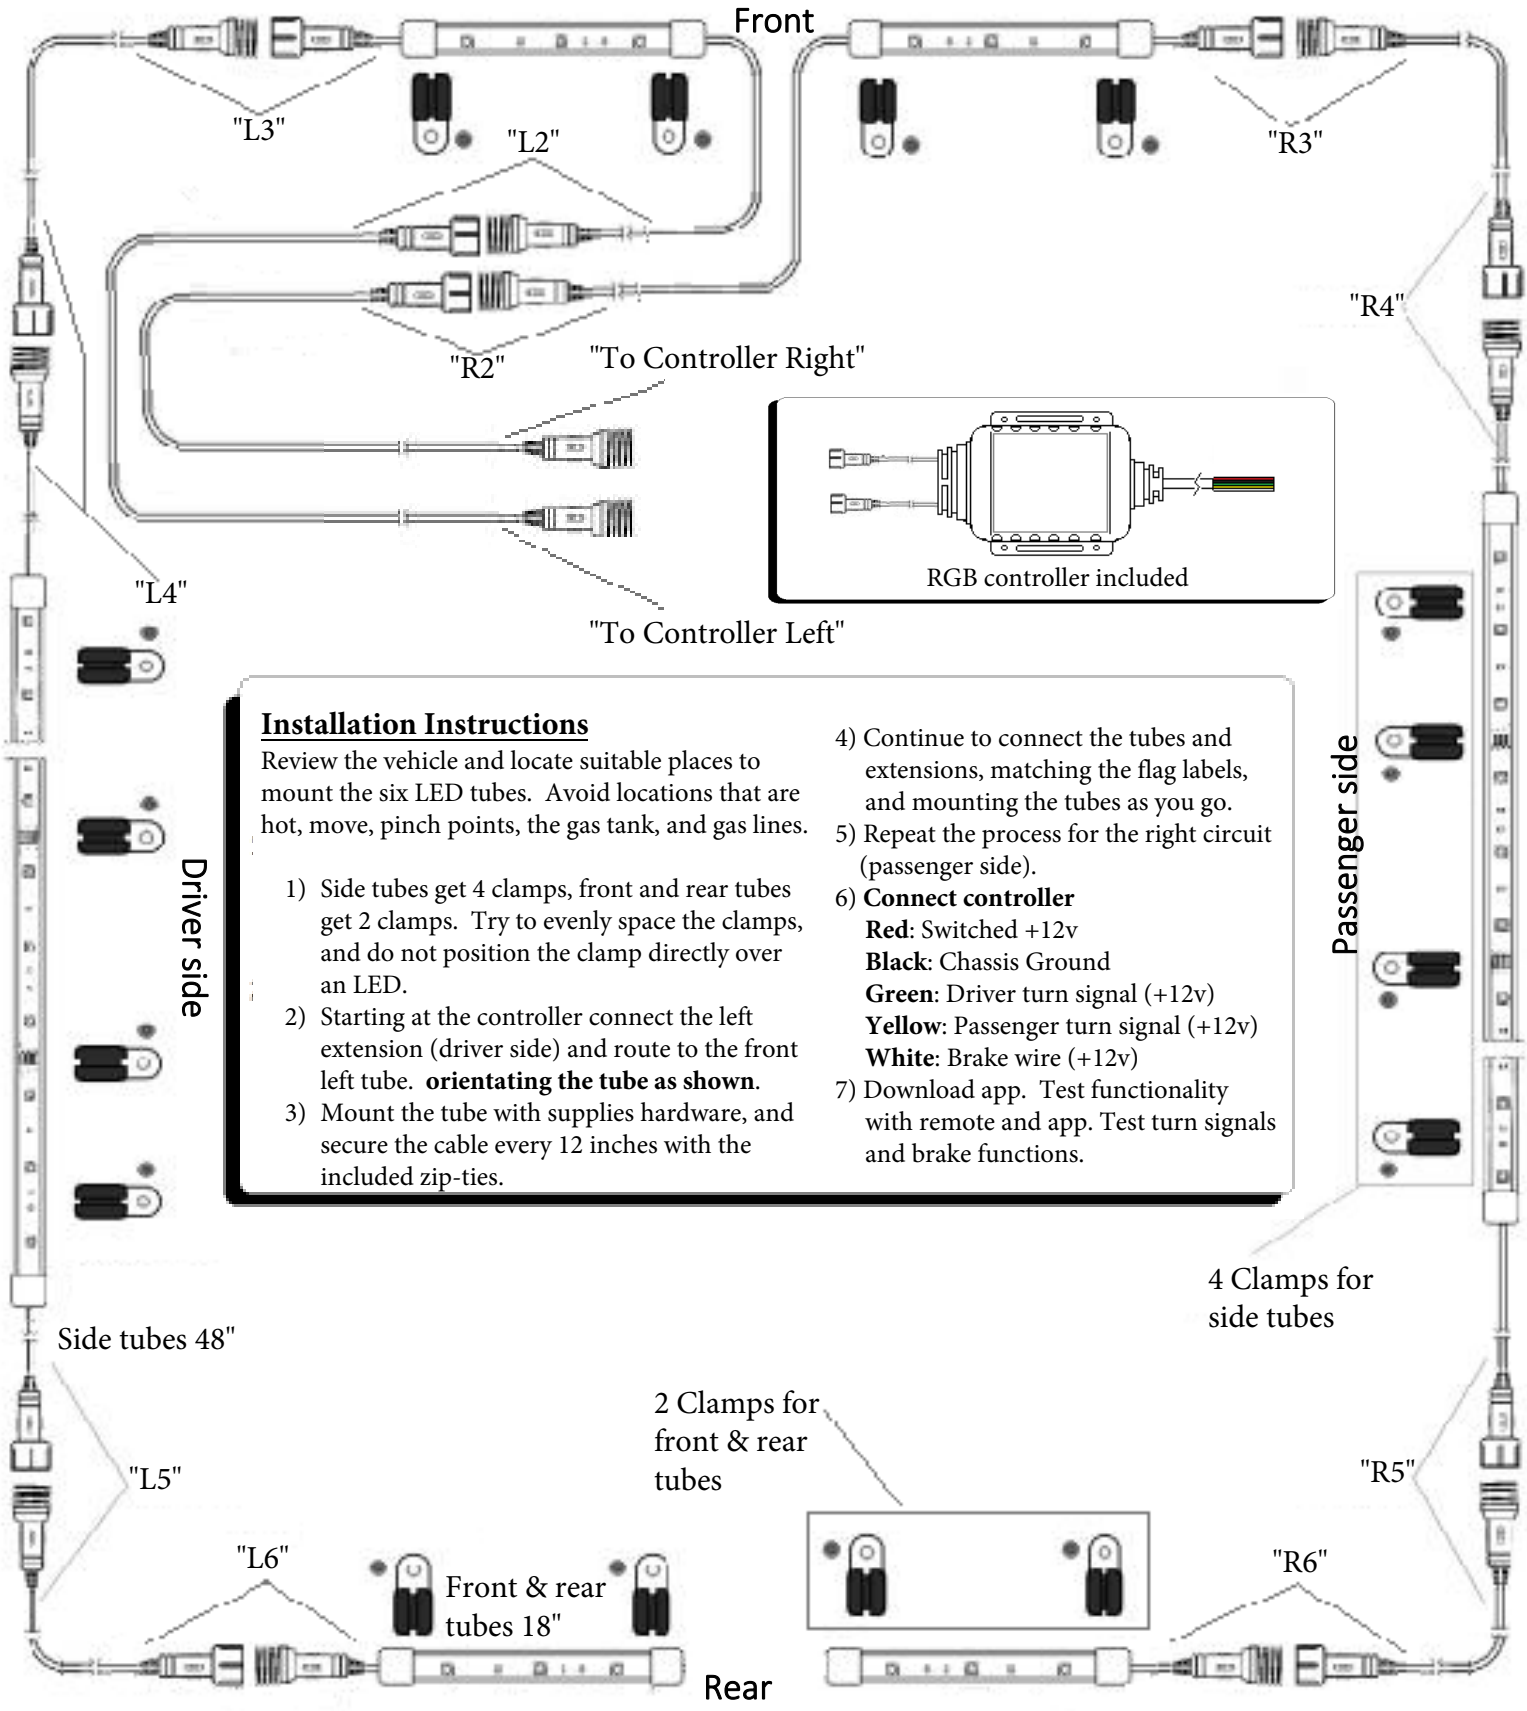 Front
"L3"
"L2"
"R3"
"R2"
"To Controller Right"
"R4"
"L4"
RGB controller included
"To Controller Left"
Driver side
Installation Instructions
Review the vehicle and locate suitable places to
mount the six LED tubes. Avoid locations that are
hot, move, pinch points, the gas tank, and gas lines.
1) Side tubes get 4 clamps, front and rear tubes
get 2 clamps. Try to evenly space the clamps,
and do not position the clamp directly over
an LED.
2) Starting at the controller connect the left
extension (driver side) and route to the front
left tube. orientating the tube as shown.
3) Mount the tube with supplies hardware, and
secure the cable every 12 inches with the
included zip-ties.
4) Continue to connect the tubes and
extensions, matching the flag labels,
and mounting the tubes as you go.
5) Repeat the process for the right circuit
(passenger side).
6) Connect controller
Red: Switched +12v
Black: Chassis Ground
Green: Driver turn signal (+12v)
Yellow: Passenger turn signal (+12v)
White: Brake wire (+12v)
7) Download app. Test functionality
with remote and app. Test turn signals
and brake functions.
Passenger side
4 Clamps for
side tubes
Side tubes 48"
2 Clamps for
front & rear
tubes
"L5"
"R5"
"L6"
Front & rear
tubes 18"
"R6"
Rear